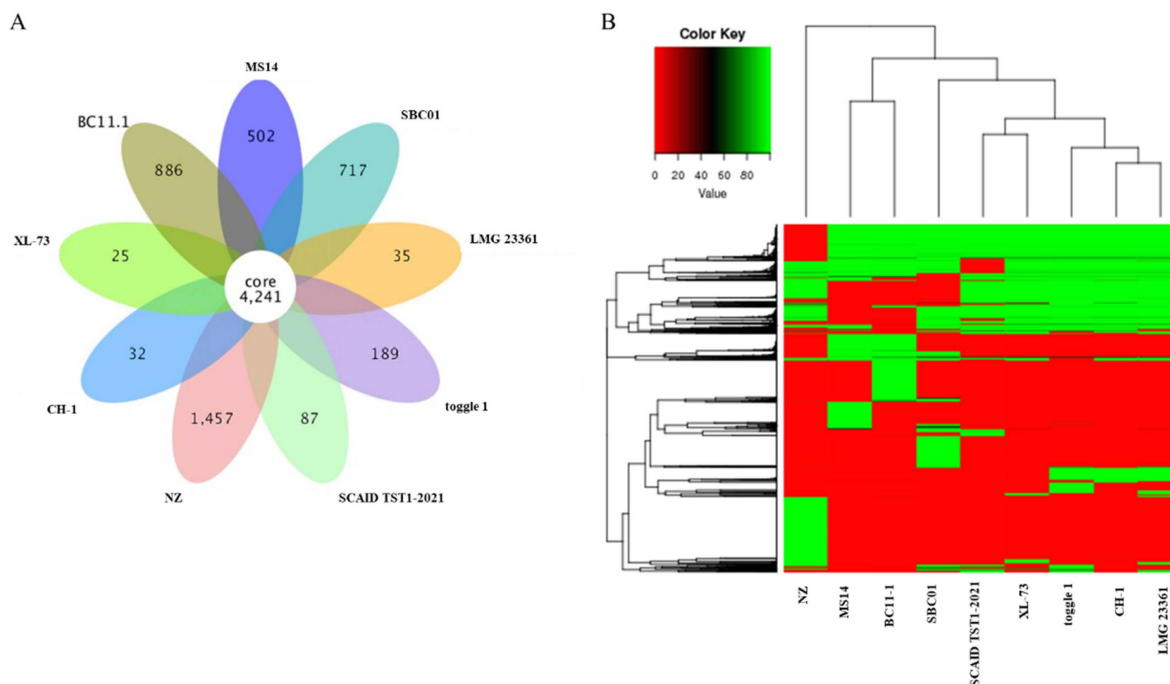 A
MS14
502
SBC01
717
BC11.1
886
LMG 23361
35
XL-73
25
core
4,241
CH-1
32
189
toggle 1
NZ
1,457
87
SCAID TST1-2021
B
Color Key
0 20 40 60 80
Value
NZ
MS14
BC11-1
SBC01
SCAID TST1-2021
XL-73
toggle 1
CH-1
LMG 23361